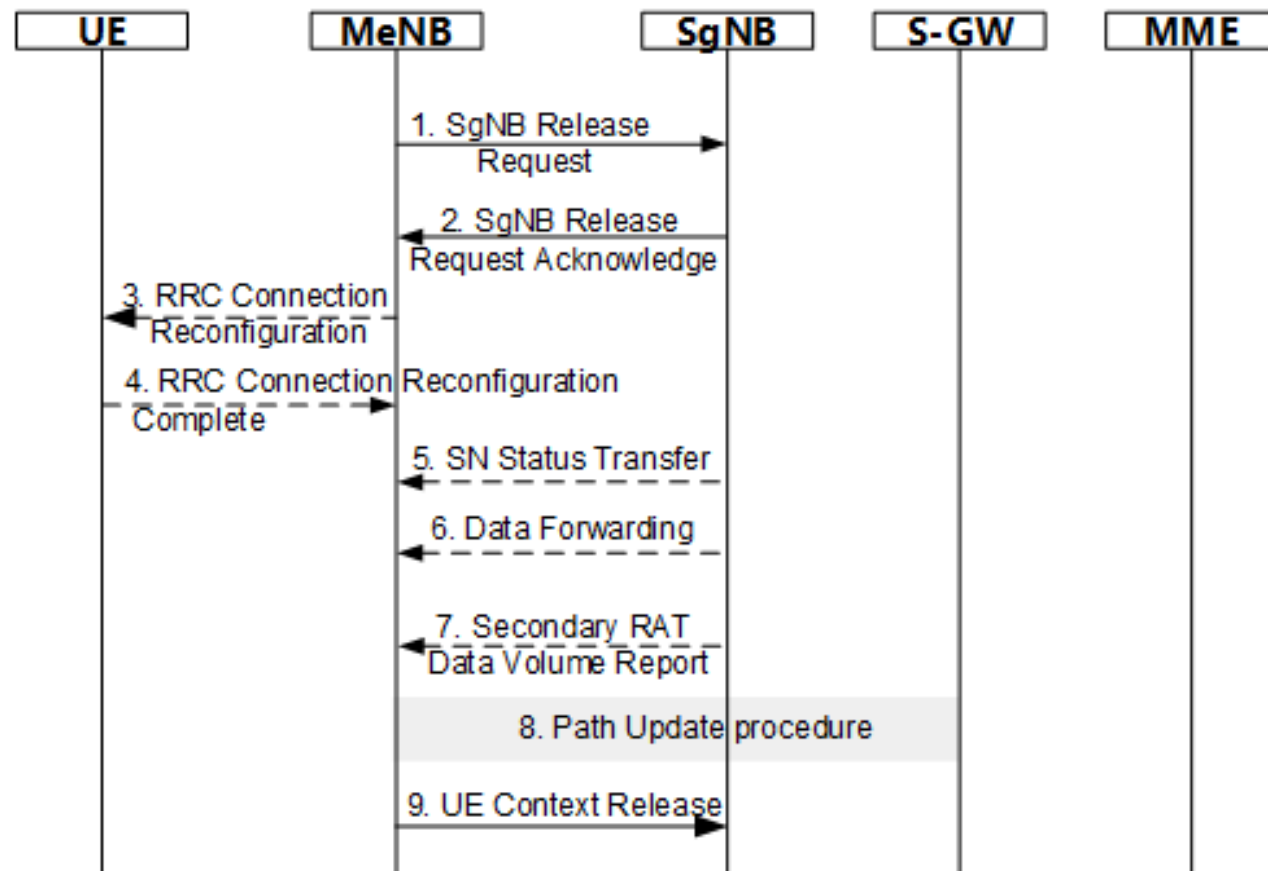 UE MeNB SgNB S-GW MME
1. SgNB Release
Request
2. SgNB Release
Request Acknowledge
3. RRC Connection
Reconfiguration
4. RRC Connection Reconfiguration
Complete
5. SN Status Transfer
6. Data Forwarding
7. Secondary RAT
Data Volume Report
8. Path Update procedure
9. UE Context Release